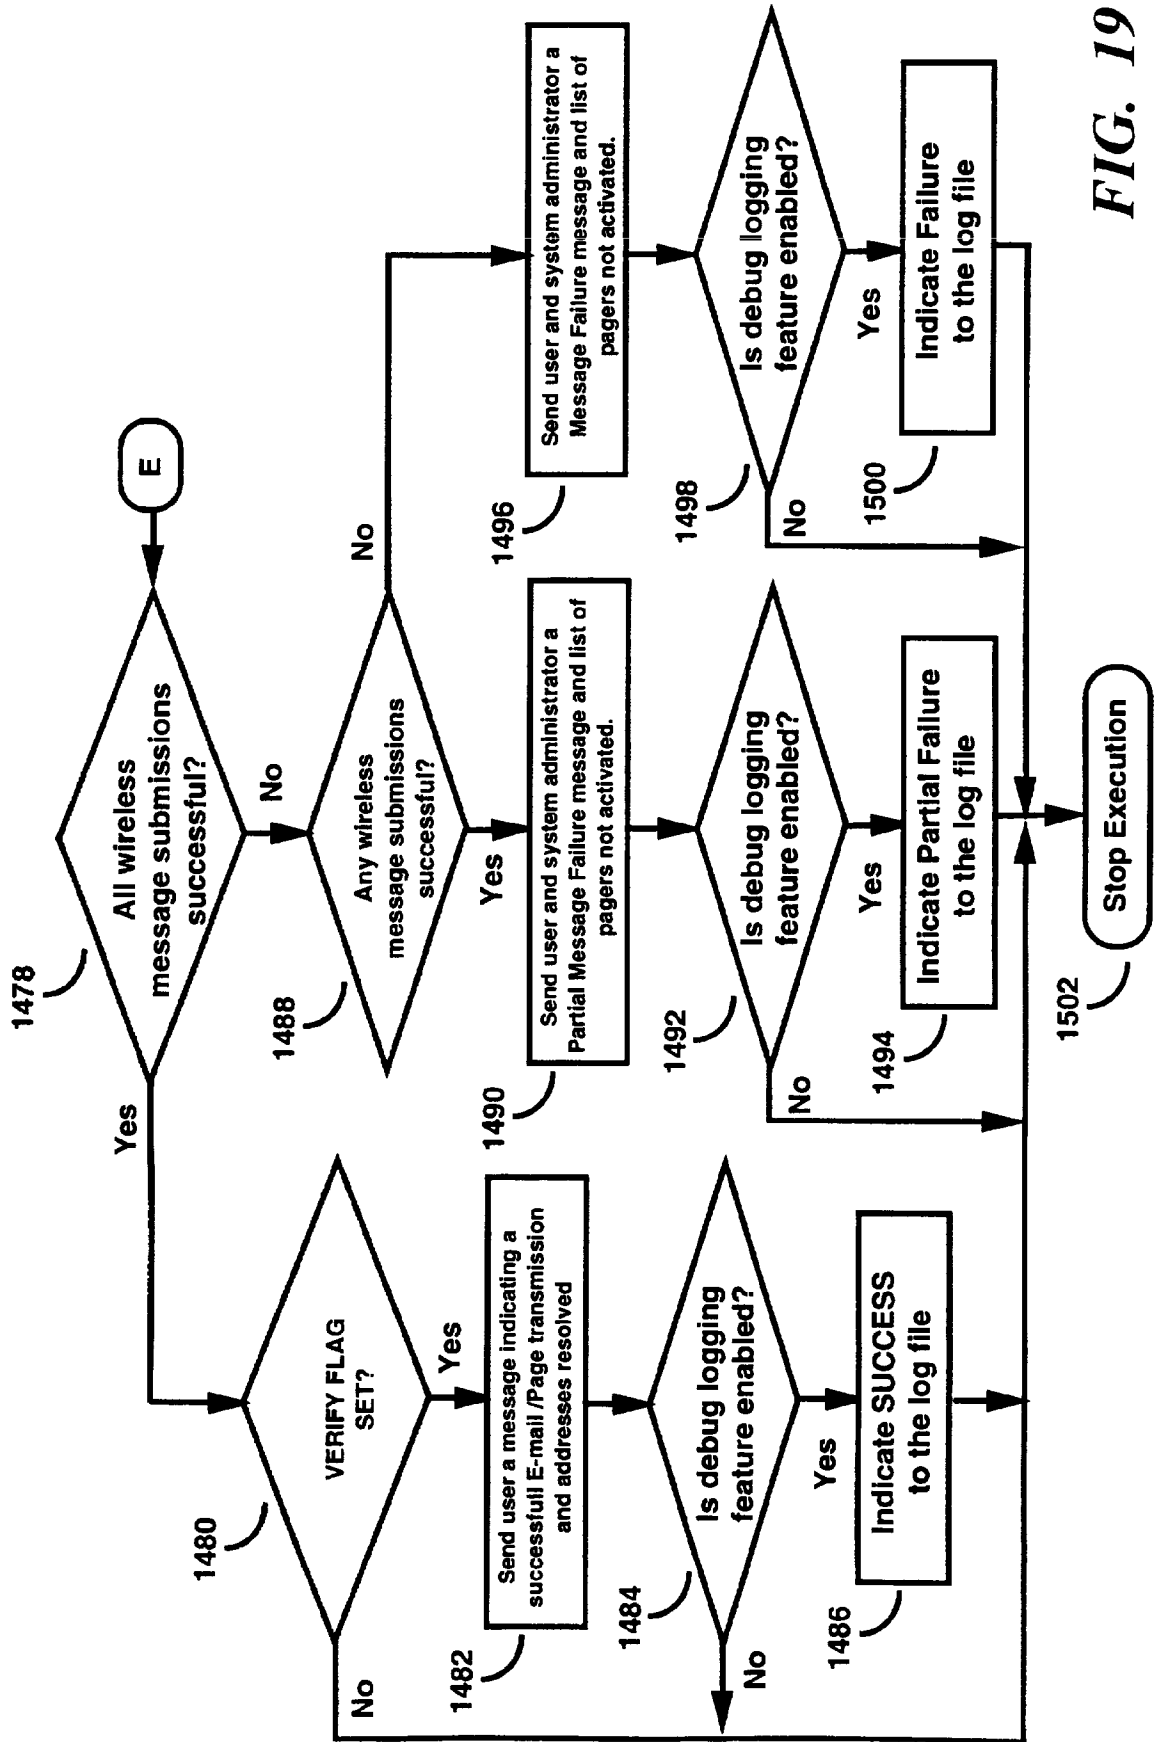 E
1478
All wireless
message submissions
successful?
Yes
No
1480
VERIFY FLAG
SET?
No
Yes
1488
Any wireless
message submissions
successful?
Yes
No
1482
Send user a message indicating a
successfull E-mail /Page transmission
and addresses resolved
1490
Send user and system administrator a
Partial Message Failure message and list of
pagers not activated.
1496
Send user and system administrator a
Message Failure message and list of
pagers not activated.
1484
Is debug logging
feature enabled?
No
Yes
1492
Is debug logging
feature enabled?
No
Yes
1498
Is debug logging
feature enabled?
No
Yes
1486
Indicate SUCCESS
to the log file
1494
Indicate Partial Failure
to the log file
1500
Indicate Failure
to the log file
1502
Stop Execution
FIG. 19